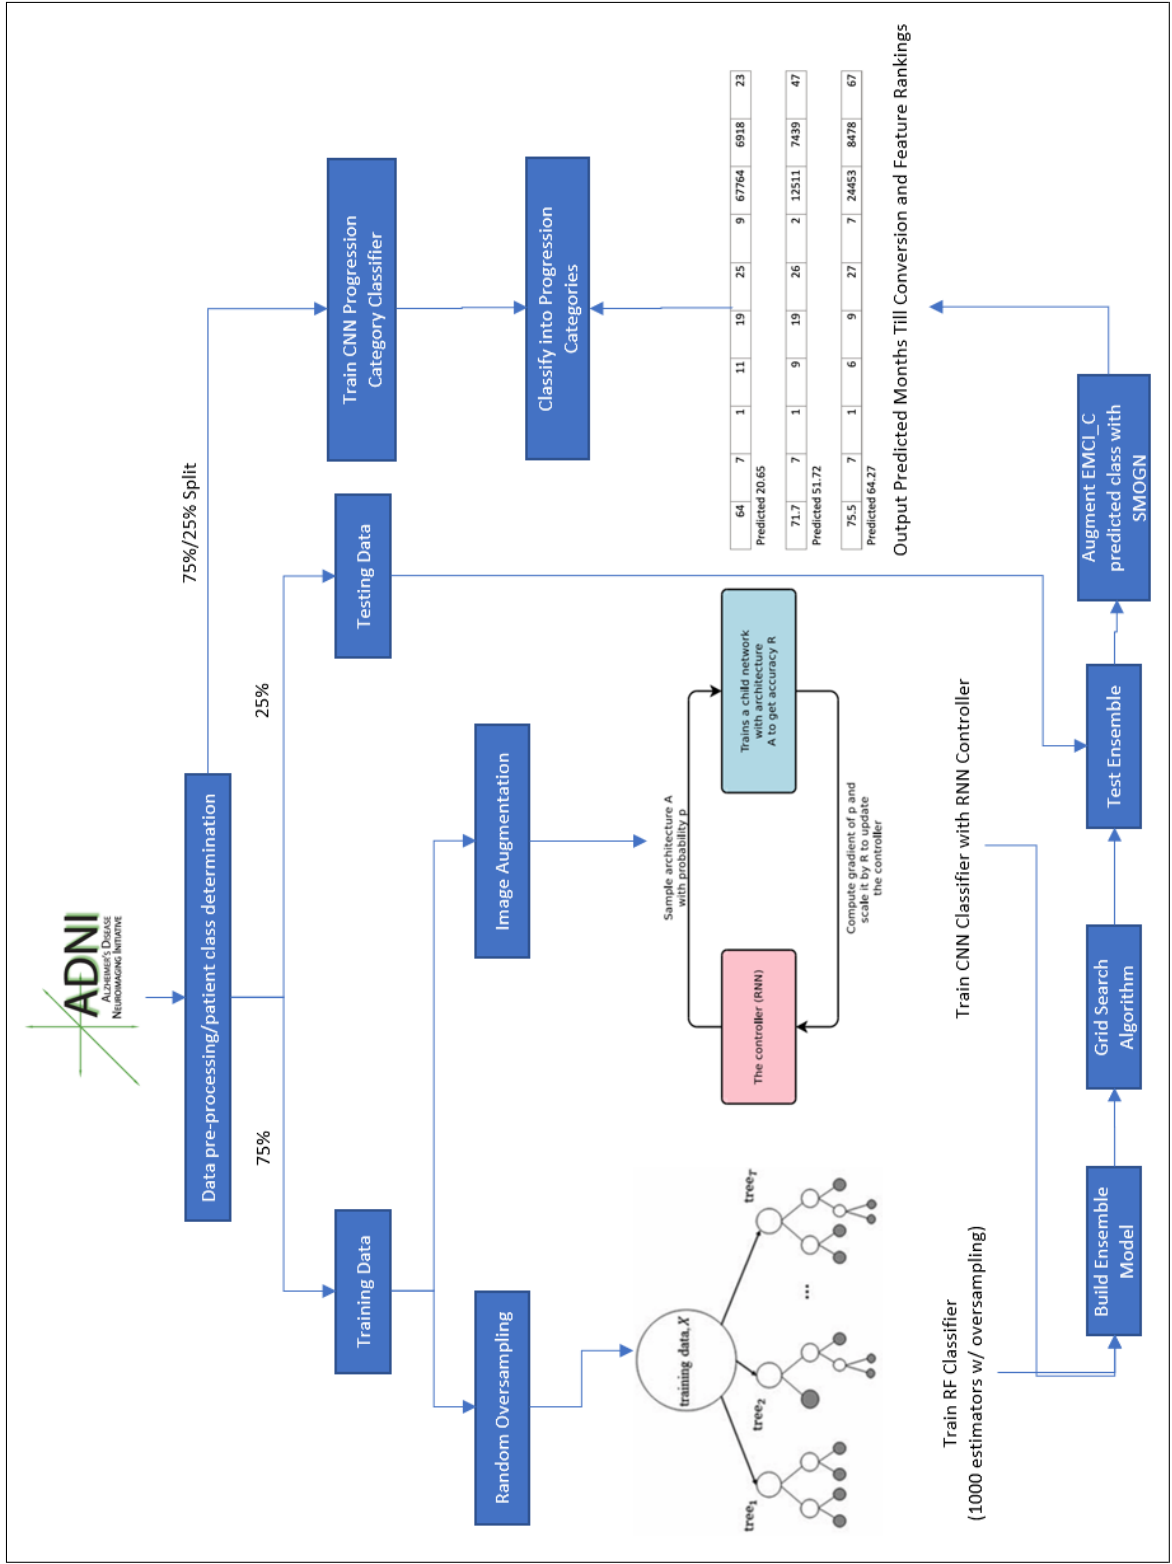 ADNI
ALZHEIMER'S DISEASE
NEUROIMAGING INITIATIVE
Data pre-processing/patient class determination
75%
25%
75%/25% Split
Training Data
Testing Data
Train CNN Progression
Category Classifier
Random Oversampling
Image Augmentation
Classify into Progression
Categories
training data, X
tree1
tree2
...
treeT
Sample architecture A
with probability p
The controller (RNN)
Trains a child network
with architecture
A to get accuracy R
Compute gradient of p and
scale it by R to update
the controller
64 7 1 11 19 25 9 67764 6918 23
Predicted 20.65
71.7 7 1 9 19 26 2 12511 7439 47
Predicted 51.72
75.5 7 1 6 9 27 7 24453 8478 67
Predicted 64.27
Output Predicted Months Till Conversion and Feature Rankings
Train RF Classifier
(1000 estimators w/ oversampling)
Train CNN Classifier with RNN Controller
Build Ensemble
Model
Grid Search
Algorithm
Test Ensemble
Augment EMCI_C
predicted class with
SMOGN